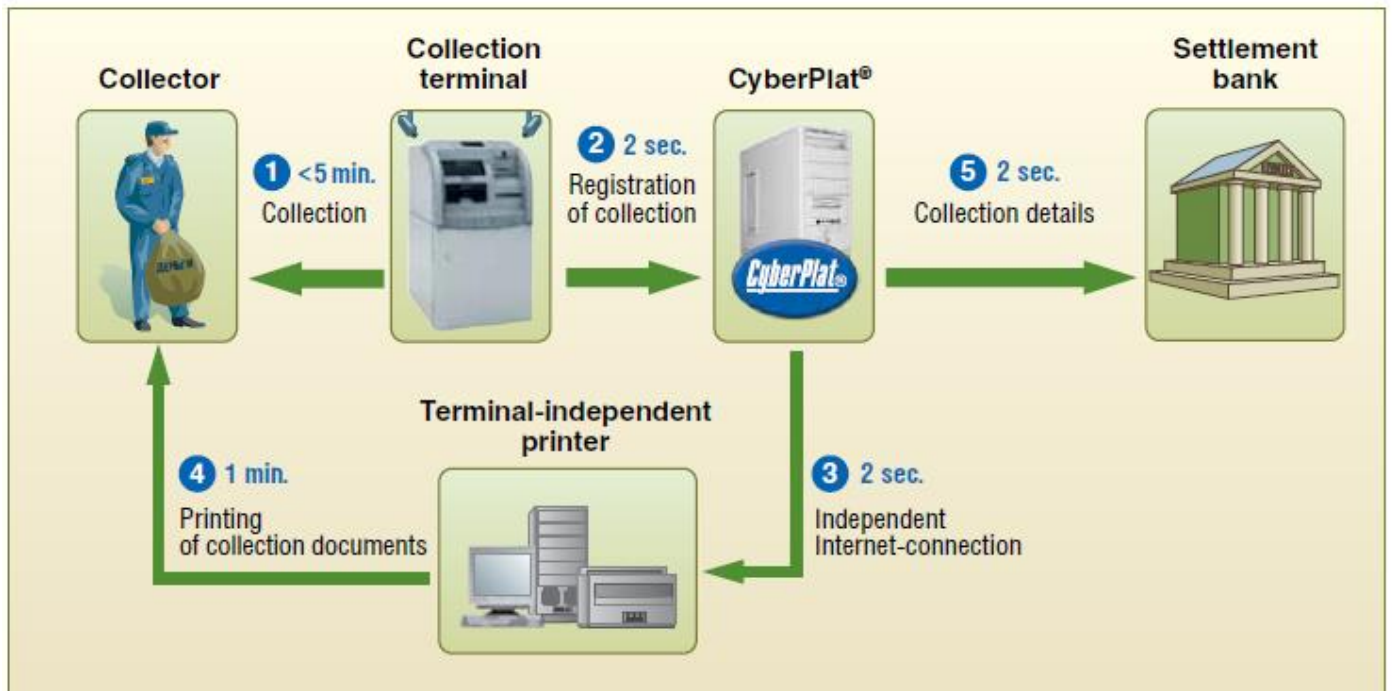 Collector
Collection
terminal
CyberPlat®
Settlement
bank
1 <5 min.
Collection
2 2 sec.
Registration
of collection
5 2 sec.
Collection details
ДЕНЬГИ
CyberPlat®
Terminal-independent
printer
4 1 min.
Printing
of collection documents
3 2 sec.
Independent
Internet-connection